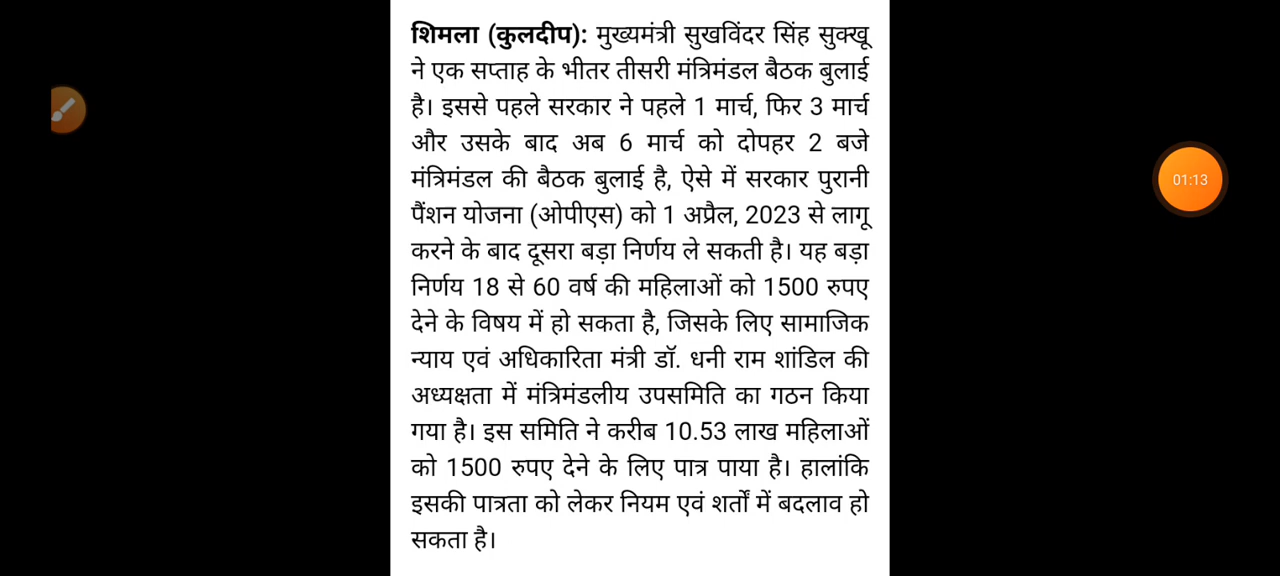 शिमला (कुलदीप): मुख्यमंत्री सुखविंदर सिंह सुक्खू
ने एक सप्ताह के भीतर तीसरी मंत्रिमंडल बैठक बुलाई
है। इससे पहले सरकार ने पहले 1 मार्च, फिर 3 मार्च
और उसके बाद अब 6 मार्च को दोपहर 2 बजे
मंत्रिमंडल की बैठक बुलाई है, ऐसे में सरकार पुरानी
पैंशन योजना (ओपीएस) को 1 अप्रैल, 2023 से लागू
करने के बाद दूसरा बड़ा निर्णय ले सकती है। यह बड़ा
निर्णय 18 से 60 वर्ष की महिलाओं को 1500 रुपए
देने के विषय में हो सकता है, जिसके लिए सामाजिक
न्याय एवं अधिकारिता मंत्री डॉ. धनी राम शांडिल की
अध्यक्षता में मंत्रिमंडलीय उपसमिति का गठन किया
गया है। इस समिति ने करीब 10.53 लाख महिलाओं
को 1500 रुपए देने के लिए पात्र पाया है। हालांकि
इसकी पात्रता को लेकर नियम एवं शर्तों में बदलाव हो
सकता है।
01:13